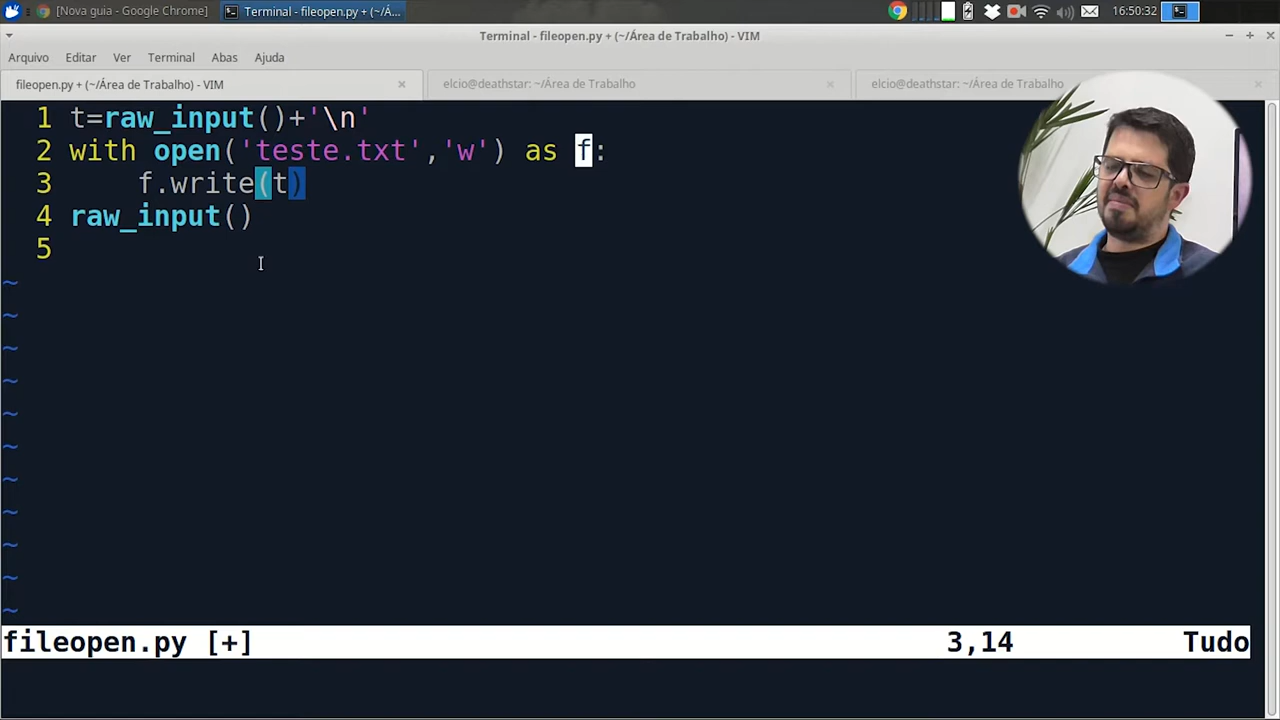 [Nova guia - Google Chrome]
Terminal - fileopen.py + (~/Á...
16:50:32
Terminal - fileopen.py + (~/Área de Trabalho) - VIM
Arquivo Editar Ver Terminal Abas Ajuda
fileopen.py + (~/Área de Trabalho) - VIM
elcio@deathstar: ~/Área de Trabalho
elcio@deathstar: ~/Área de Trabalho
1 t=raw_input()+'\n'
2 with open('teste.txt','w') as f:
3     f.write(t)
4 raw_input()
5
~
~
~
~
~
~
~
~
~
~
~
fileopen.py [+] 3,14 Tudo